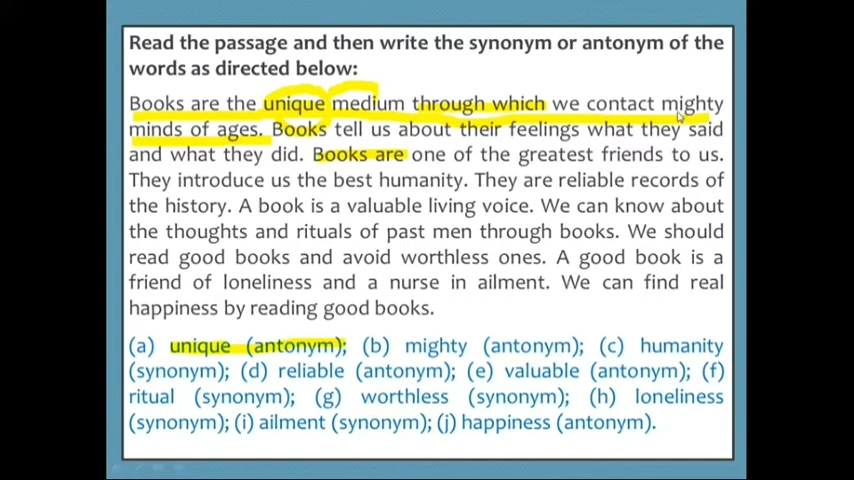 Read the passage and then write the synonym or antonym of the
words as directed below:
Books are the unique medium through which we contact mighty
minds of ages. Books tell us about their feelings what they said
and what they did. Books are one of the greatest friends to us.
They introduce us the best humanity. They are reliable records of
the history. A book is a valuable living voice. We can know about
the thoughts and rituals of past men through books. We should
read good books and avoid worthless ones. A good book is a
friend of loneliness and a nurse in ailment. We can find real
happiness by reading good books.
(a) unique (antonym); (b) mighty (antonym); (c) humanity
(synonym); (d) reliable (antonym); (e) valuable (antonym); (f)
ritual (synonym); (g) worthless (synonym); (h) loneliness
(synonym); (i) ailment (synonym); (j) happiness (antonym).